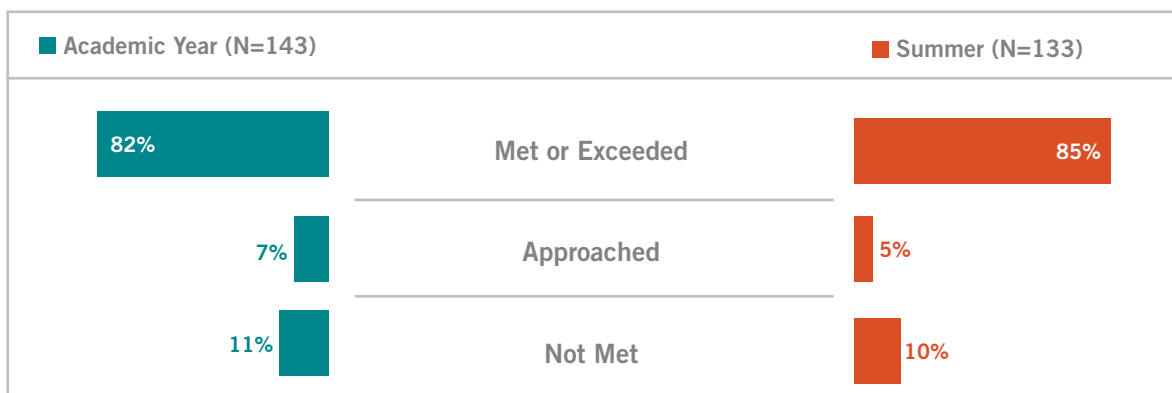 Academic Year (N=143)
Summer (N=133)
82%
Met or Exceeded
85%
7%
Approached
5%
11%
Not Met
10%